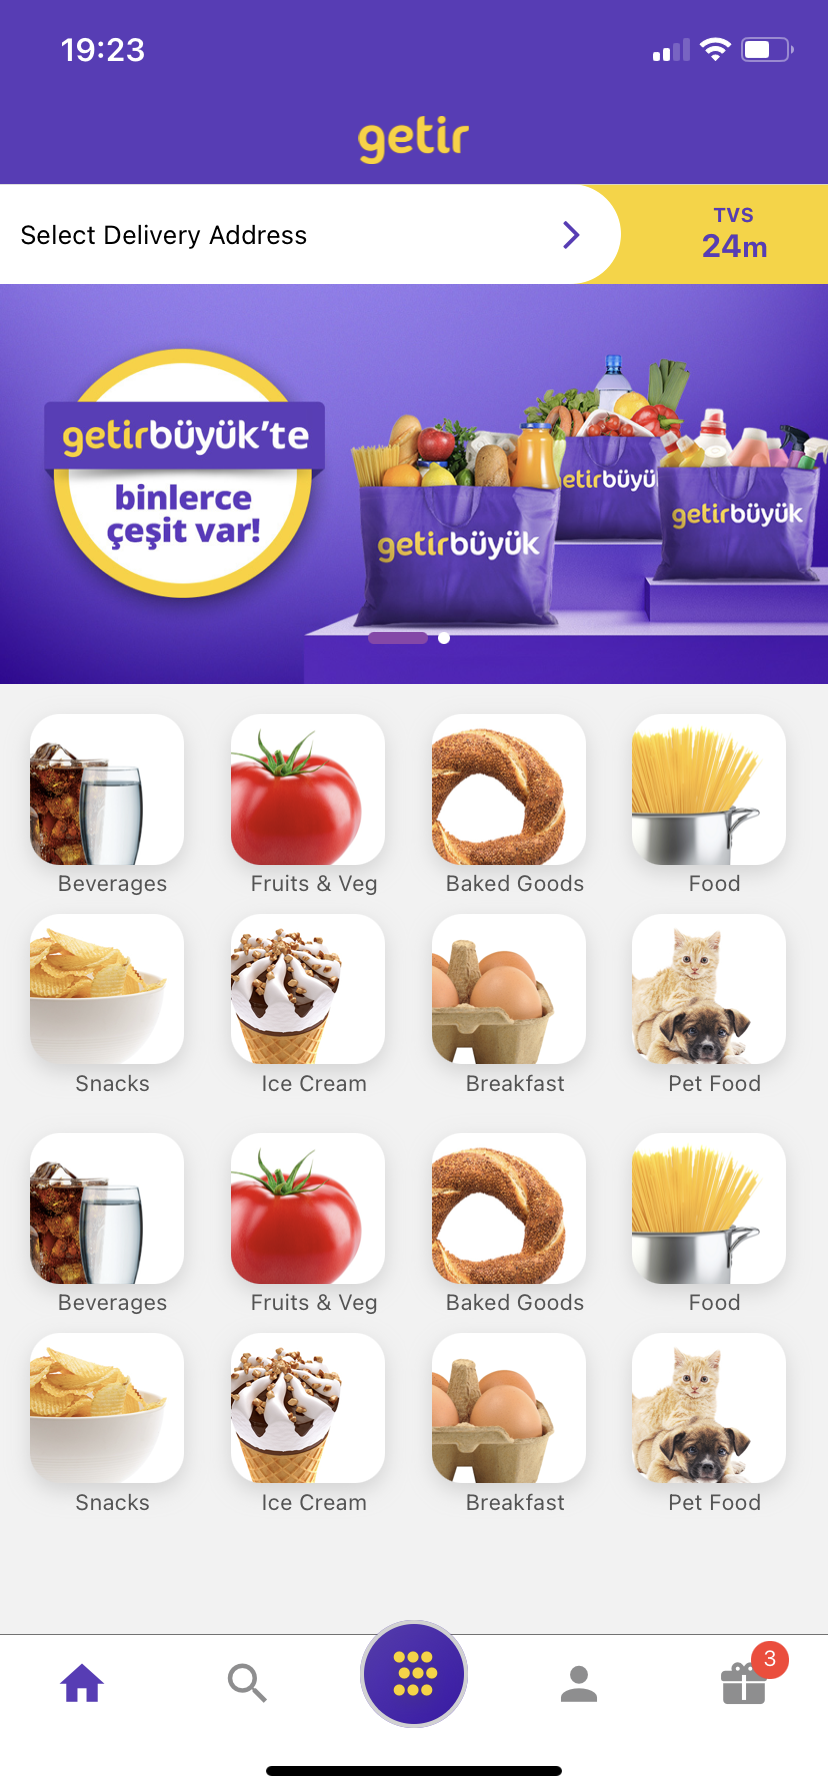 19:23
getir
Select Delivery Address
TVS
24m
getirbüyük'te
binlerce
çeşit var!
getirbüyük
etirbüyü
getirbüyük
Beverages
Fruits & Veg
Baked Goods
Food
Snacks
Ice Cream
Breakfast
Pet Food
Beverages
Fruits & Veg
Baked Goods
Food
Snacks
Ice Cream
Breakfast
Pet Food
3